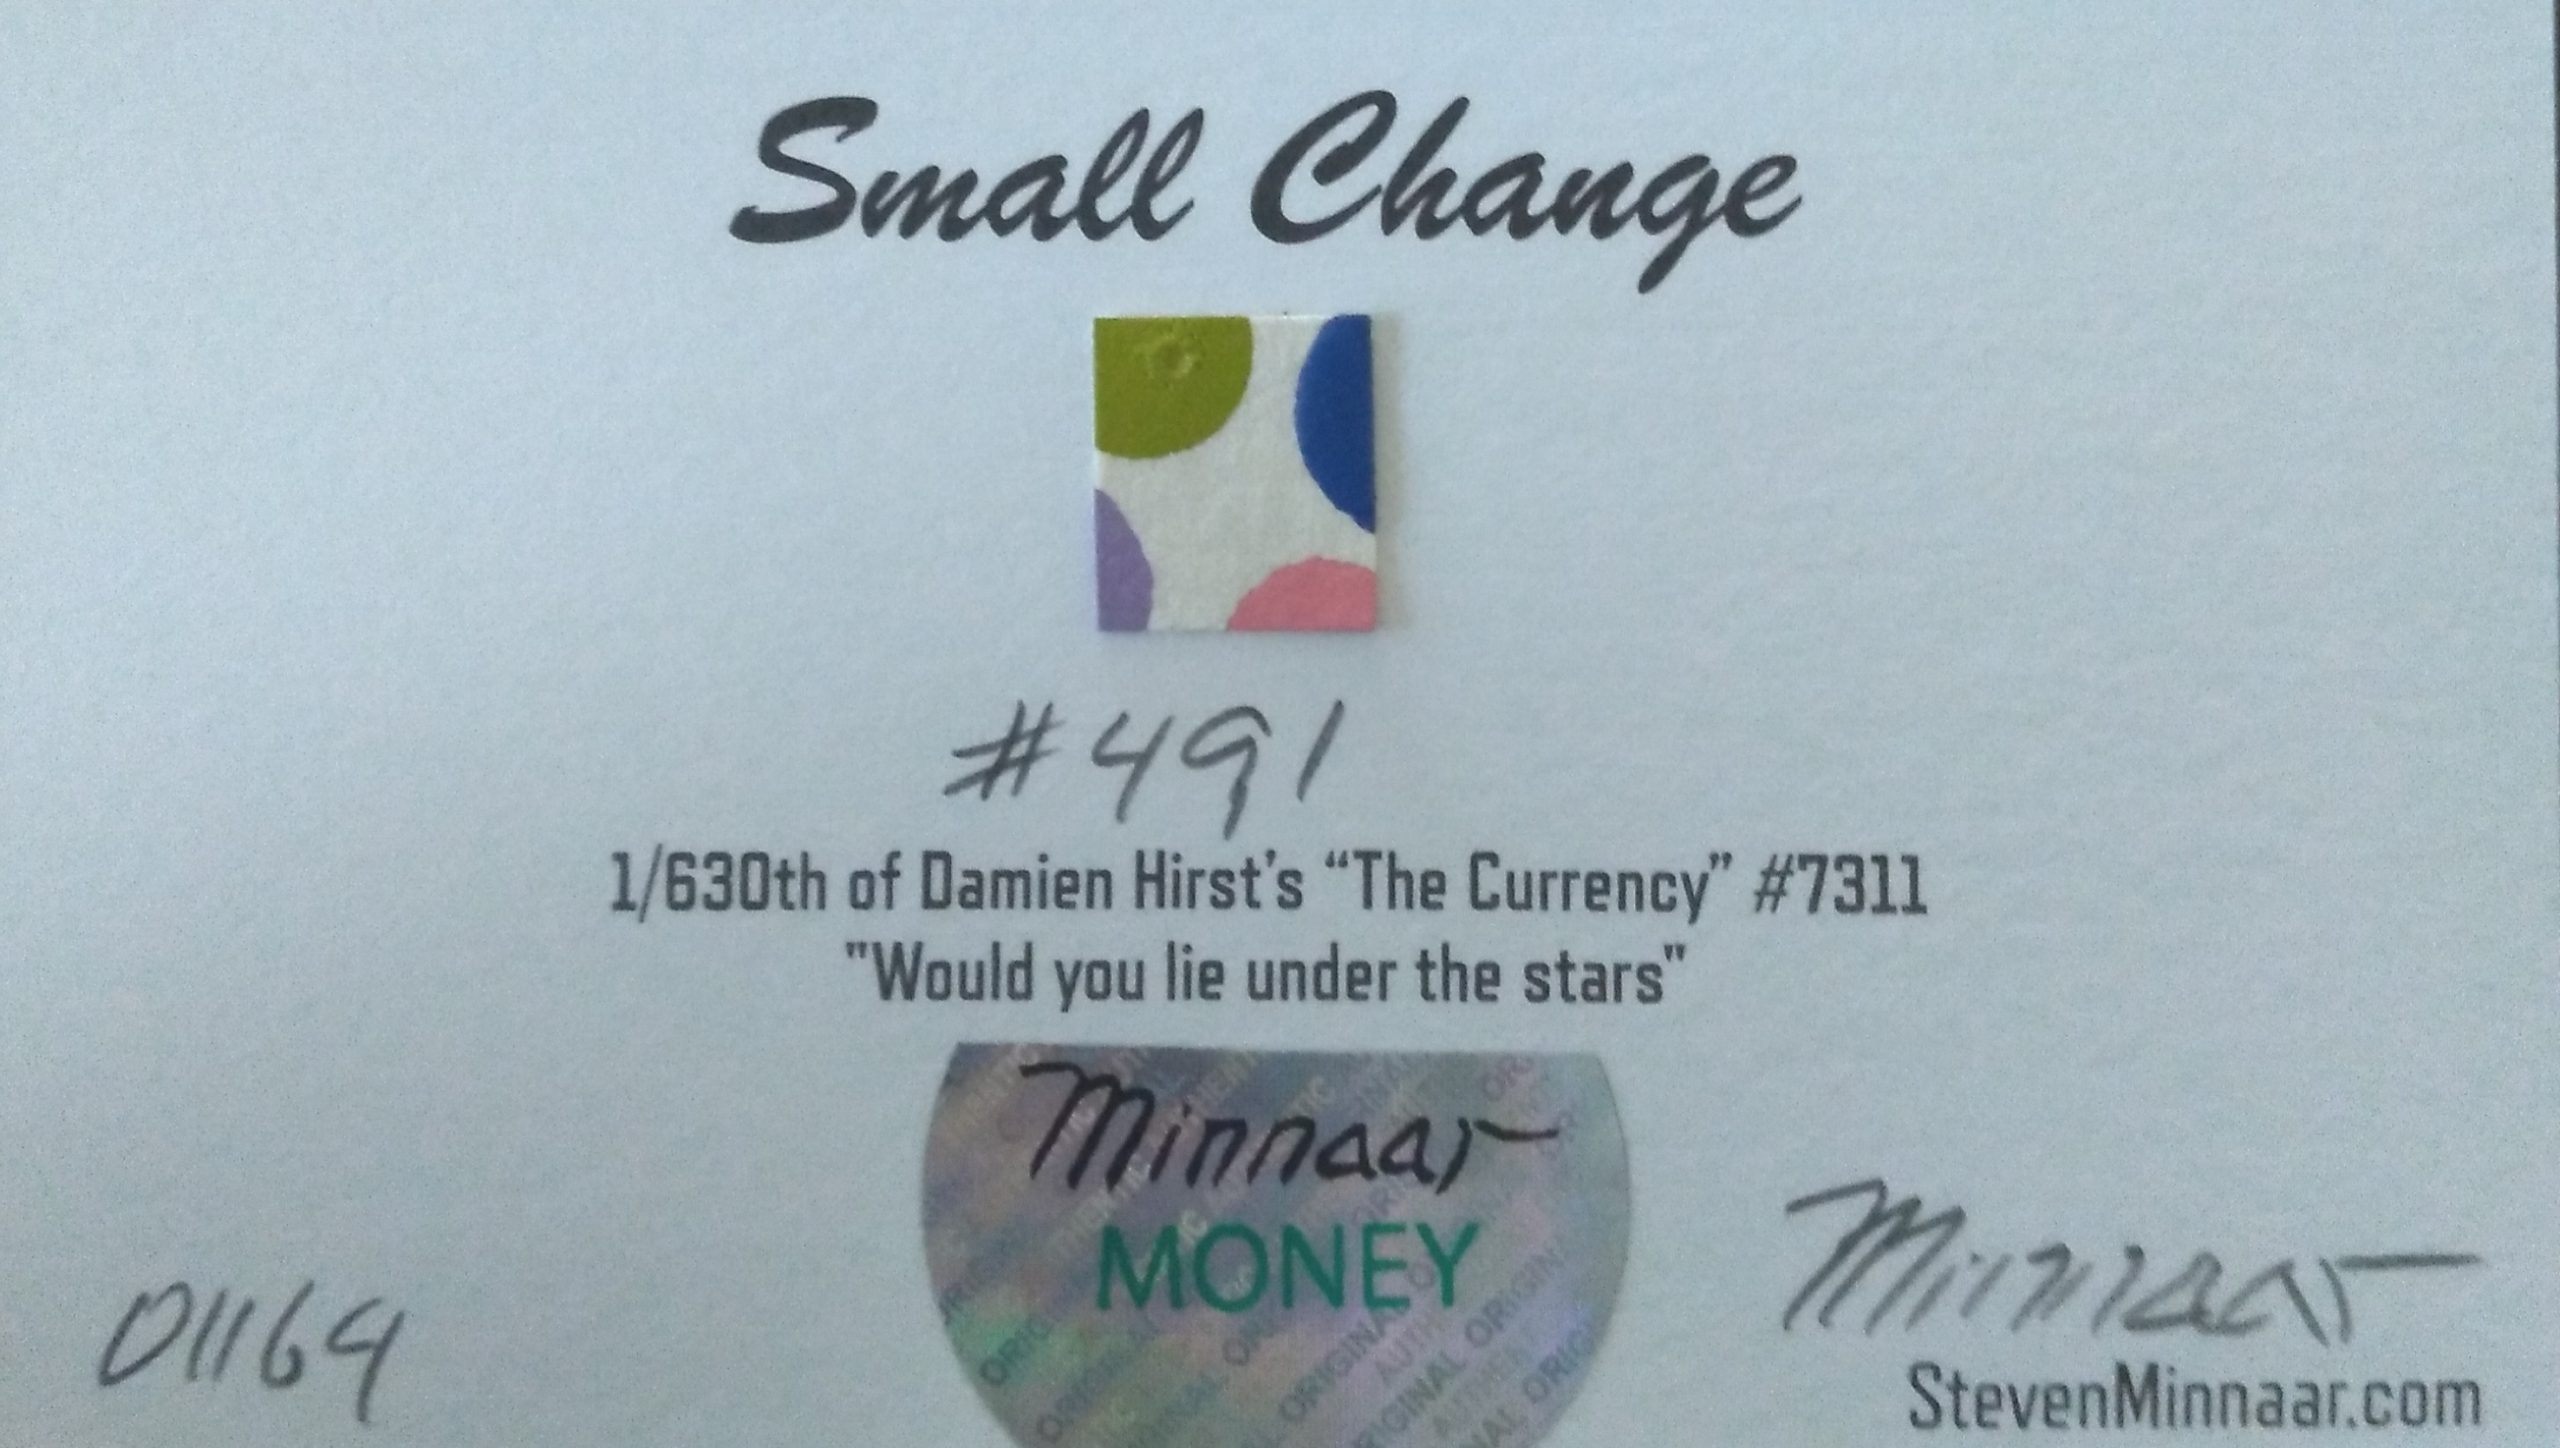 Small Change
#491
1/630th of Damien Hirst's “The Currency” #7311
"Would you lie under the stars"
Minnaar
MONEY
01169
Minnaar
StevenMinnaar.com